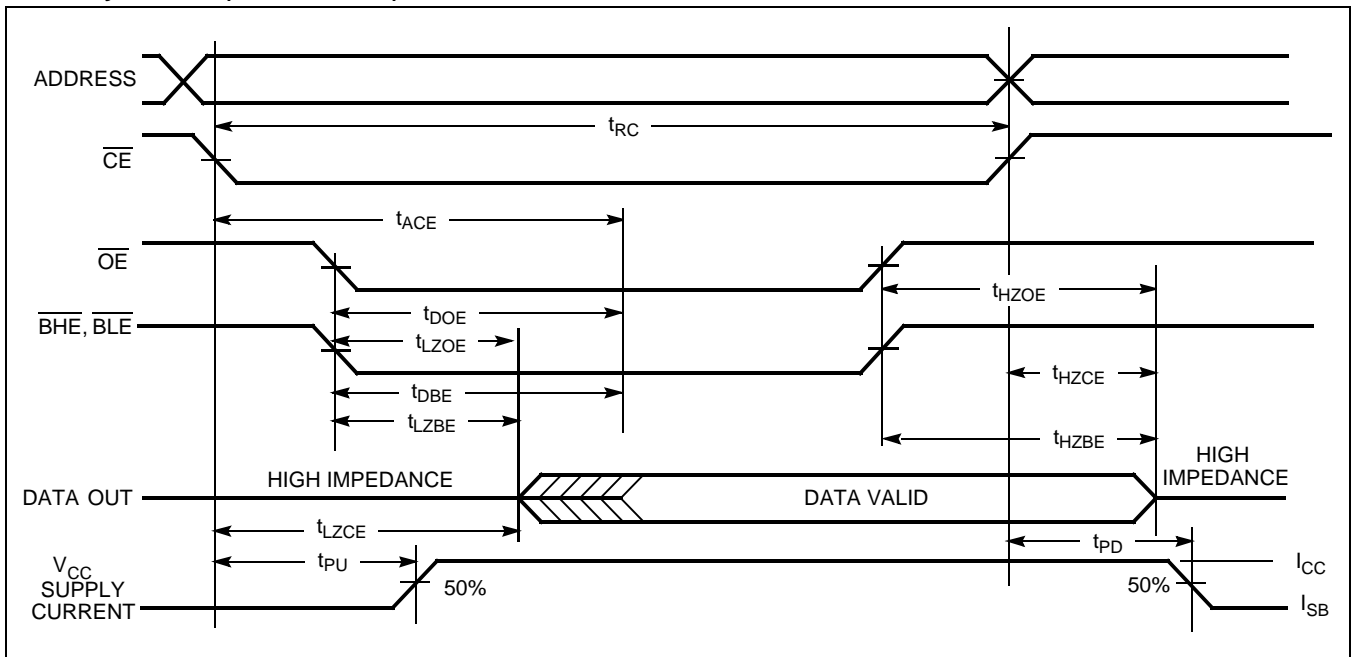 ADDRESS
tRC
CE
tACE
OE
tHZOE
tDOE
BHE, BLE
tLZOE
tHZCE
tDBE
tLZBE
tHZBE
HIGH IMPEDANCE
HIGH
IMPEDANCE
DATA OUT
DATA VALID
tLZCE
tPD
tPU
VCC
SUPPLY
CURRENT
50%
50%
ICC
ISB